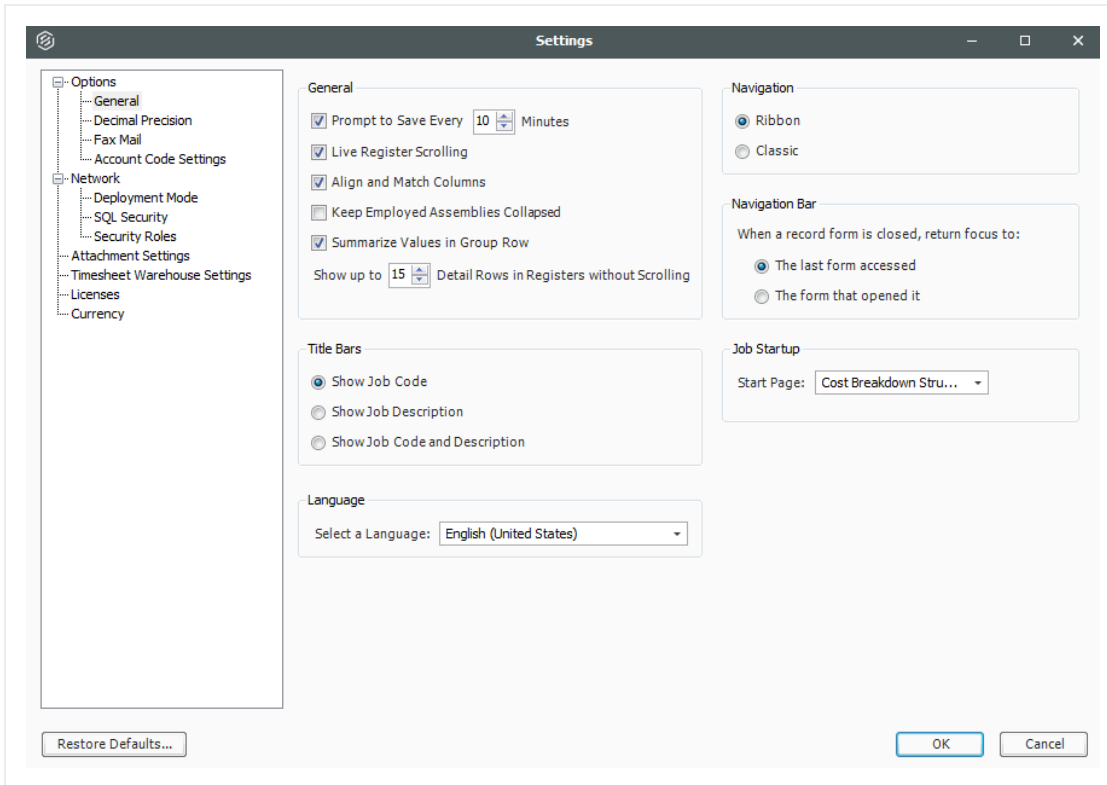 Settings
Options
General
Decimal Precision
Fax Mail
Account Code Settings
Network
Deployment Mode
SQL Security
Security Roles
Attachment Settings
Timesheet Warehouse Settings
Licenses
Currency
General
Prompt to Save Every 10 Minutes
Live Register Scrolling
Align and Match Columns
Keep Employed Assemblies Collapsed
Summarize Values in Group Row
Show up to 15 Detail Rows in Registers without Scrolling
Title Bars
Show Job Code
Show Job Description
Show Job Code and Description
Language
Select a Language: English (United States)
Navigation
Ribbon
Classic
Navigation Bar
When a record form is closed, return focus to:
The last form accessed
The form that opened it
Job Startup
Start Page: Cost Breakdown Stru...
Restore Defaults...
OK
Cancel